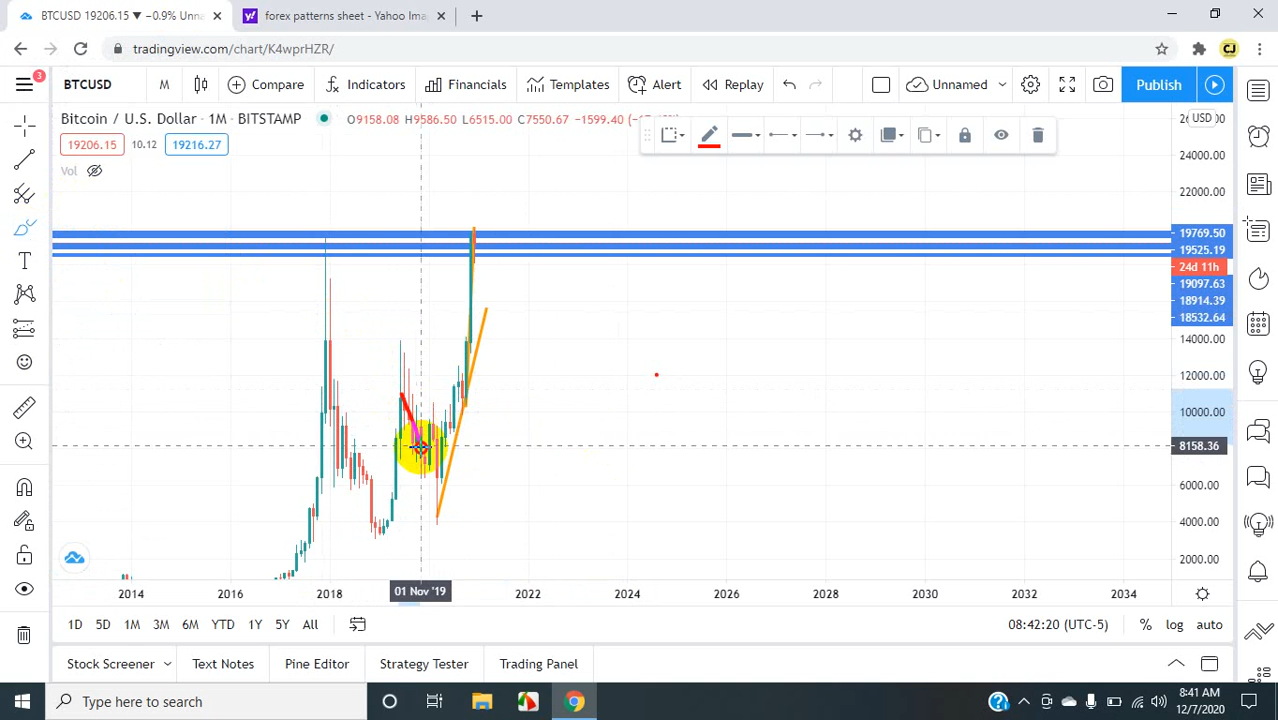 BTCUSD 19206.15 ▼ −0.9% Unna
forex patterns sheet - Yahoo Ima
tradingview.com/chart/K4wprHZR/
CJ
3
BTCUSD
M
Compare
Indicators
Financials
Templates
Alert
Replay
Unnamed
Publish
Bitcoin / U.S. Dollar · 1M · BITSTAMP
O9158.08 H9586.50 L6515.00 C7550.67 −1599.40
USD
19206.15
10.12
19216.27
Vol
24000.00
22000.00
19769.50
19525.19
24d 11h
19097.63
18914.39
18532.64
14000.00
12000.00
10000.00
8158.36
6000.00
4000.00
2000.00
2014
2016
2018
01 Nov '19
2022
2024
2026
2028
2030
2032
2034
1D
5D
1M
3M
6M
YTD
1Y
5Y
All
08:42:20 (UTC-5)
%
log
auto
Stock Screener
Text Notes
Pine Editor
Strategy Tester
Trading Panel
Type here to search
8:41 AM
12/7/2020